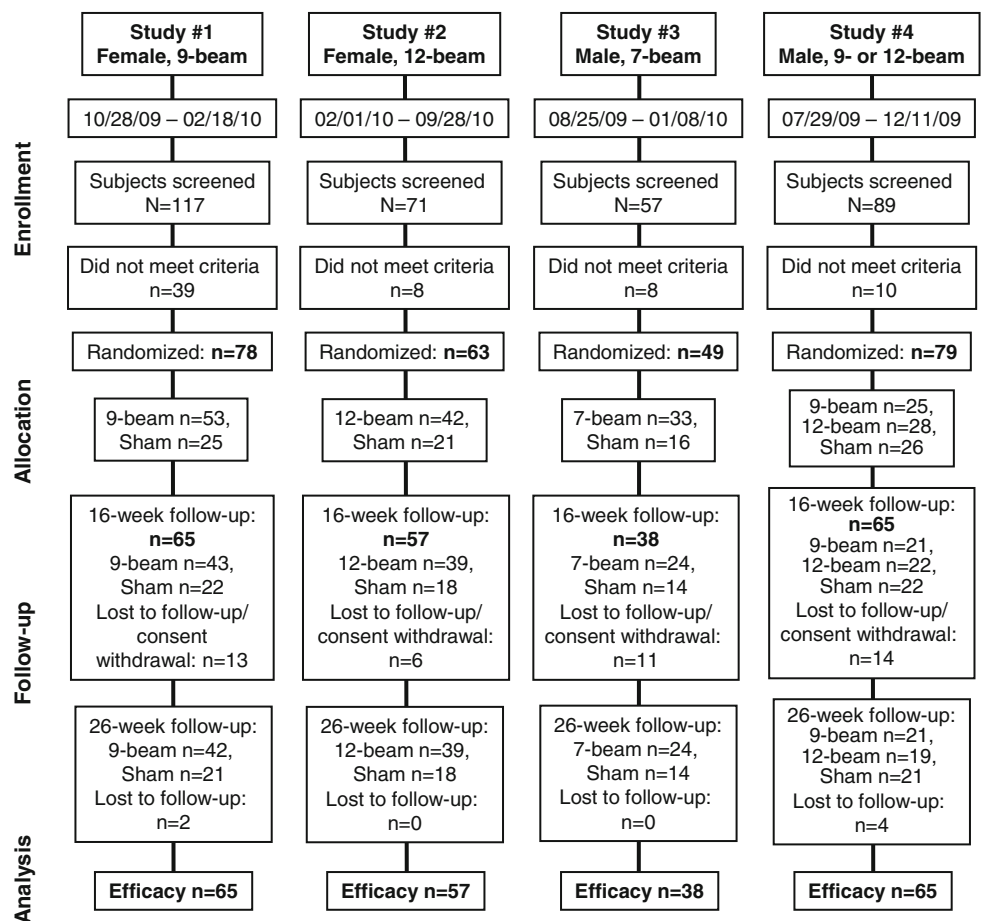 Enrollment
Allocation
Follow-up
Analysis
Study #1
Female, 9-beam
10/28/09 – 02/18/10
Subjects screened
N=117
Did not meet criteria
n=39
Randomized: n=78
9-beam n=53,
Sham n=25
16-week follow-up:
n=65
9-beam n=43,
Sham n=22
Lost to follow-up/
consent
withdrawal: n=13
26-week follow-up:
9-beam n=42,
Sham n=21
Lost to follow-up:
n=2
Efficacy n=65
Study #2
Female, 12-beam
02/01/10 – 09/28/10
Subjects screened
N=71
Did not meet criteria
n=8
Randomized: n=63
12-beam n=42,
Sham n=21
16-week follow-up:
n=57
12-beam n=39,
Sham n=18
Lost to follow-up/
consent withdrawal:
n=6
26-week follow-up:
12-beam n=39,
Sham n=18
Lost to follow-up:
n=0
Efficacy n=57
Study #3
Male, 7-beam
08/25/09 – 01/08/10
Subjects screened
N=57
Did not meet criteria
n=8
Randomized: n=49
7-beam n=33,
Sham n=16
16-week follow-up:
n=38
7-beam n=24,
Sham n=14
Lost to follow-up/
consent withdrawal:
n=11
26-week follow-up:
7-beam n=24,
Sham n=14
Lost to follow-up:
n=0
Efficacy n=38
Study #4
Male, 9- or 12-beam
07/29/09 – 12/11/09
Subjects screened
N=89
Did not meet criteria
n=10
Randomized: n=79
9-beam n=25,
12-beam n=28,
Sham n=26
16-week follow-up:
n=65
9-beam n=21,
12-beam n=22,
Sham n=22
Lost to follow-up/
consent withdrawal:
n=14
26-week follow-up:
9-beam n=21,
12-beam n=19,
Sham n=21
Lost to follow-up:
n=4
Efficacy n=65